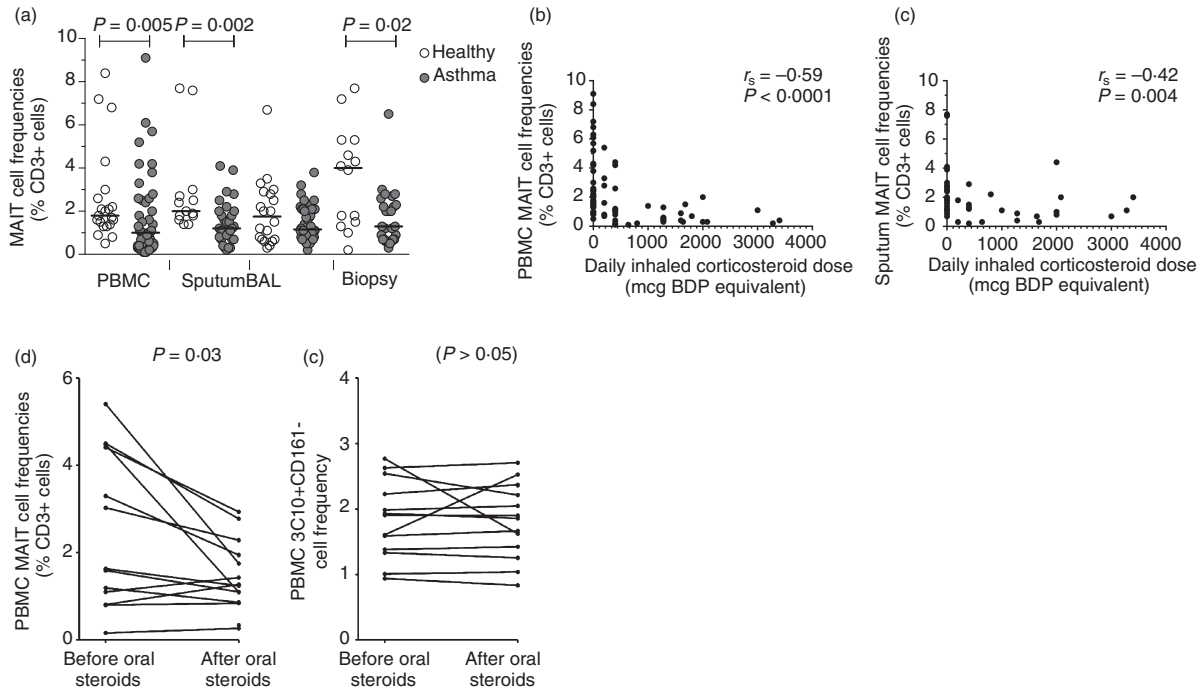 (a)
P = 0·005
P = 0·002
P = 0·02
Healthy
Asthma
MAIT cell frequencies
(% CD3+ cells)
10
8
6
4
2
0
PBMC
SputumBAL
Biopsy
(b)
rs = –0·59
P < 0·0001
PBMC MAIT cell frequencies
(% CD3+ cells)
10
8
6
4
2
0
0
1000
2000
3000
4000
Daily inhaled corticosteroid dose
(mcg BDP equivalent)
(c)
rs = –0·42
P = 0·004
Sputum MAIT cell frequencies
(% CD3+ cells)
10
8
6
4
2
0
0
1000
2000
3000
4000
Daily inhaled corticosteroid dose
(mcg BDP equivalent)
(d)
P = 0·03
PBMC MAIT cell frequencies
(% CD3+ cells)
6
4
2
0
Before oral
steroids
After oral
steroids
(c)
(P > 0·05)
PBMC 3C10+CD161-
cell frequency
4
3
2
1
0
Before oral
steroids
After oral
steroids